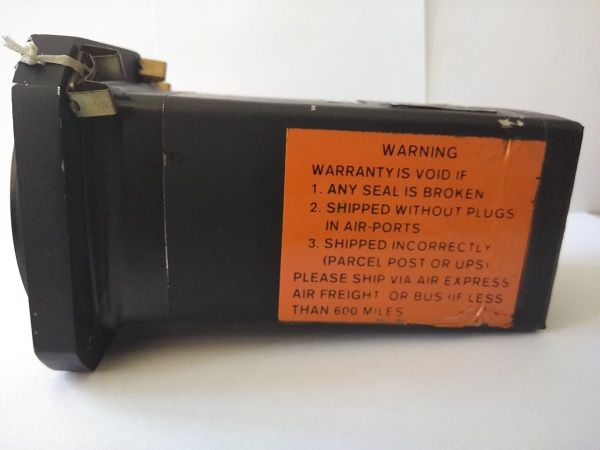 WARNING
WARRANTY IS VOID IF
1. ANY SEAL IS BROKEN
2. SHIPPED WITHOUT PLUGS
IN AIR-PORTS
3. SHIPPED INCORRECTLY
(PARCEL POST OR UPS)
PLEASE SHIP VIA AIR EXPRESS
AIR FREIGHT OR BUS (IF LESS
THAN 600 MILES